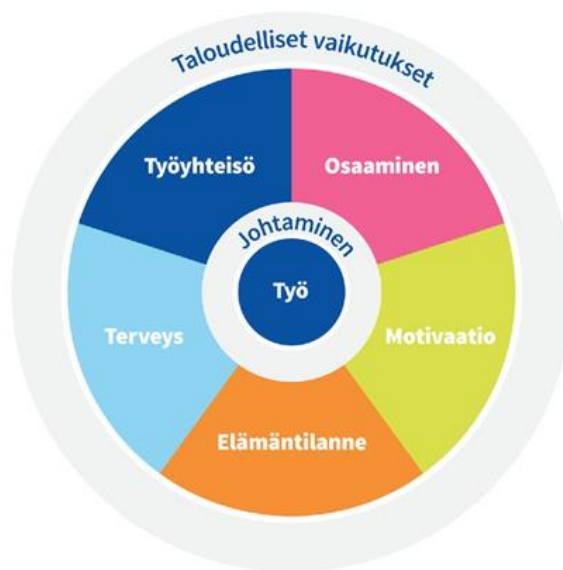 Taloudelliset vaikutukset
Työyhteisö
Osaaminen
Johtaminen
Työ
Terveys
Motivaatio
Elämäntilanne